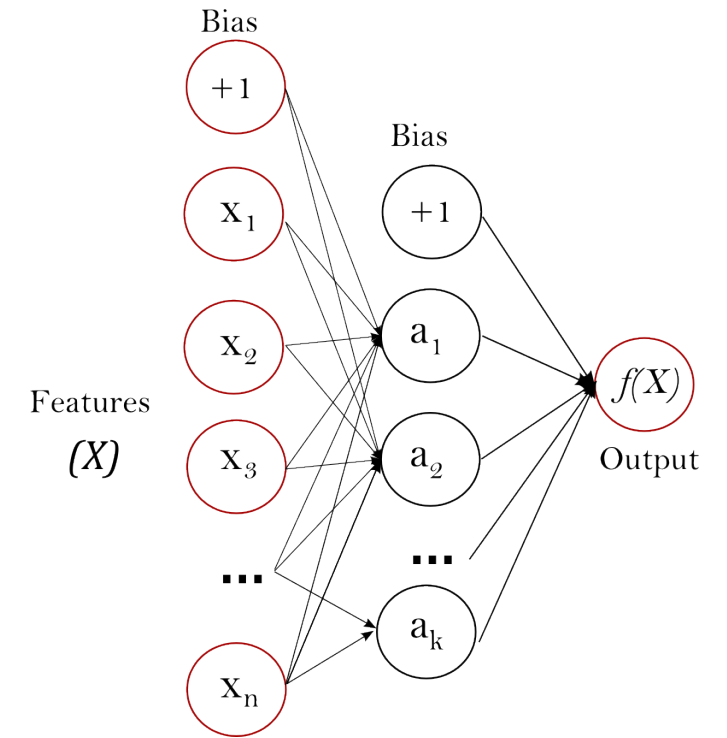 Bias
+1
x1
x2
x3
...
xn
Features
(X)
Bias
+1
a1
a2
...
ak
f(X)
Output